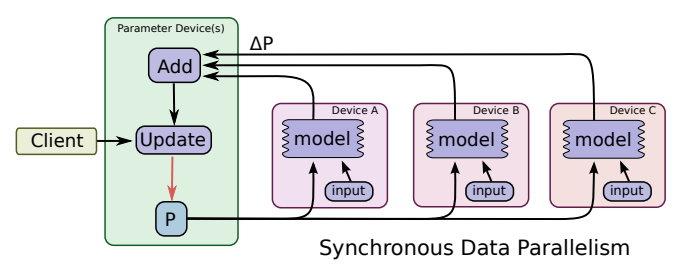 Parameter Device(s)
ΔP
Add
Device A
Device B
Device C
Client
Update
model
model
model
input
input
input
P
Synchronous Data Parallelism